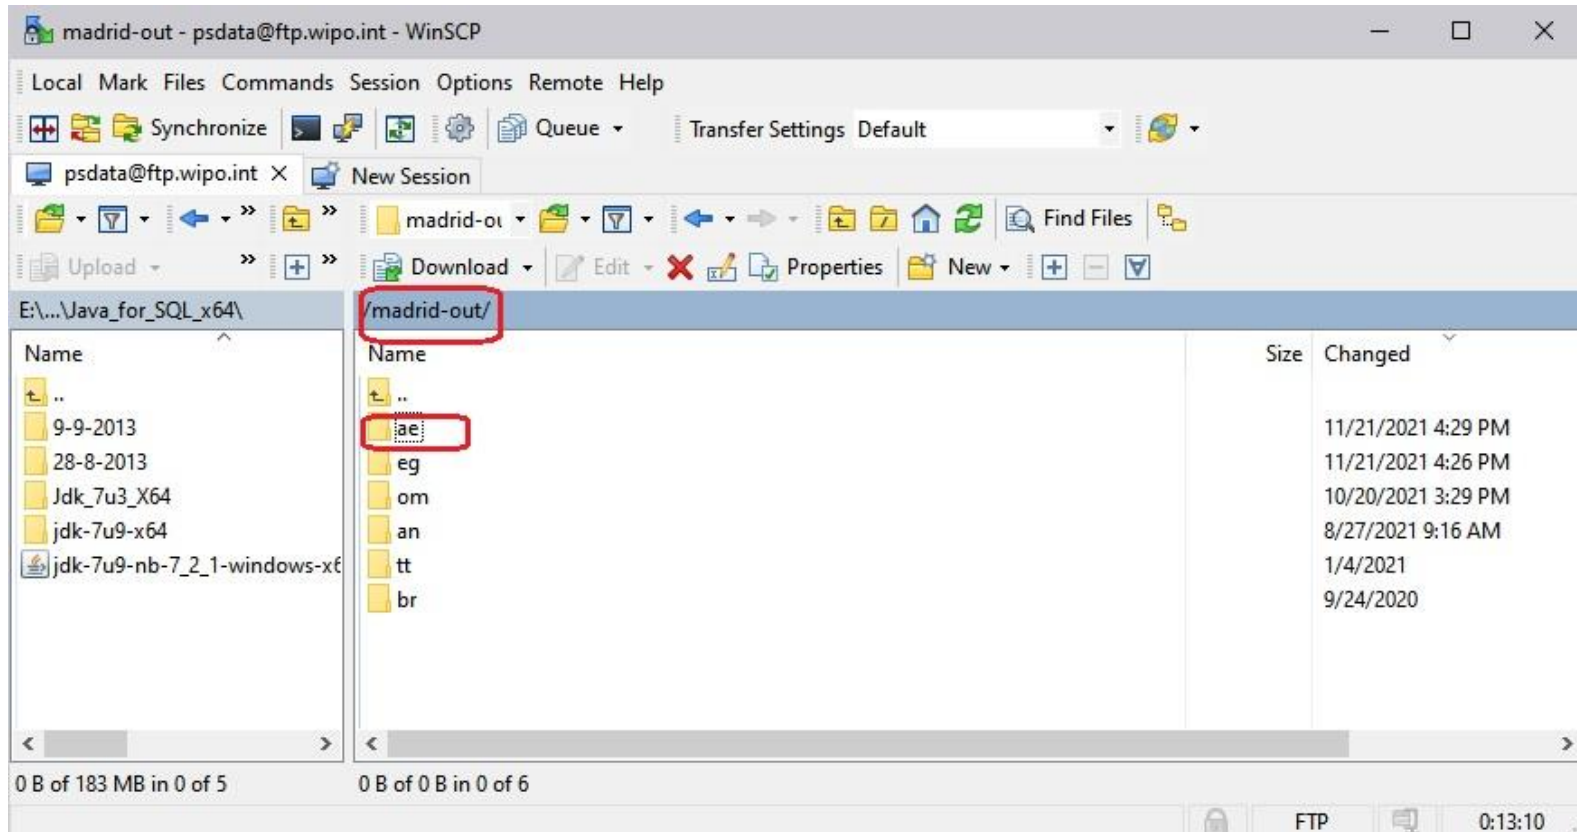 madrid-out - psdata@ftp.wipo.int - WinSCP
Local Mark Files Commands Session Options Remote Help
Synchronize Queue Transfer Settings Default
psdata@ftp.wipo.int New Session
madrid-ou Find Files
Upload Download Edit Properties New
E:\...\Java_for_SQL_x64\ /madrid-out/
Name Name Size Changed
.. ..
9-9-2013 ae 11/21/2021 4:29 PM
28-8-2013 eg 11/21/2021 4:26 PM
Jdk_7u3_X64 om 10/20/2021 3:29 PM
jdk-7u9-x64 an 8/27/2021 9:16 AM
jdk-7u9-nb-7_2_1-windows-x6 tt 1/4/2021
br 9/24/2020
0 B of 183 MB in 0 of 5 0 B of 0 B in 0 of 6
FTP 0:13:10